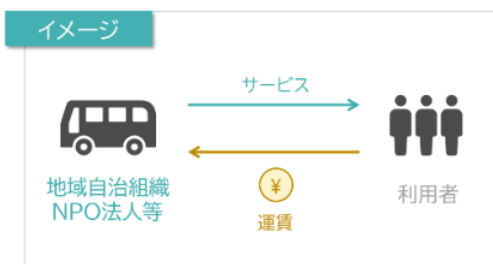 イメージ
サービス
地域自治組織
NPO法人等
¥
運賃
利用者